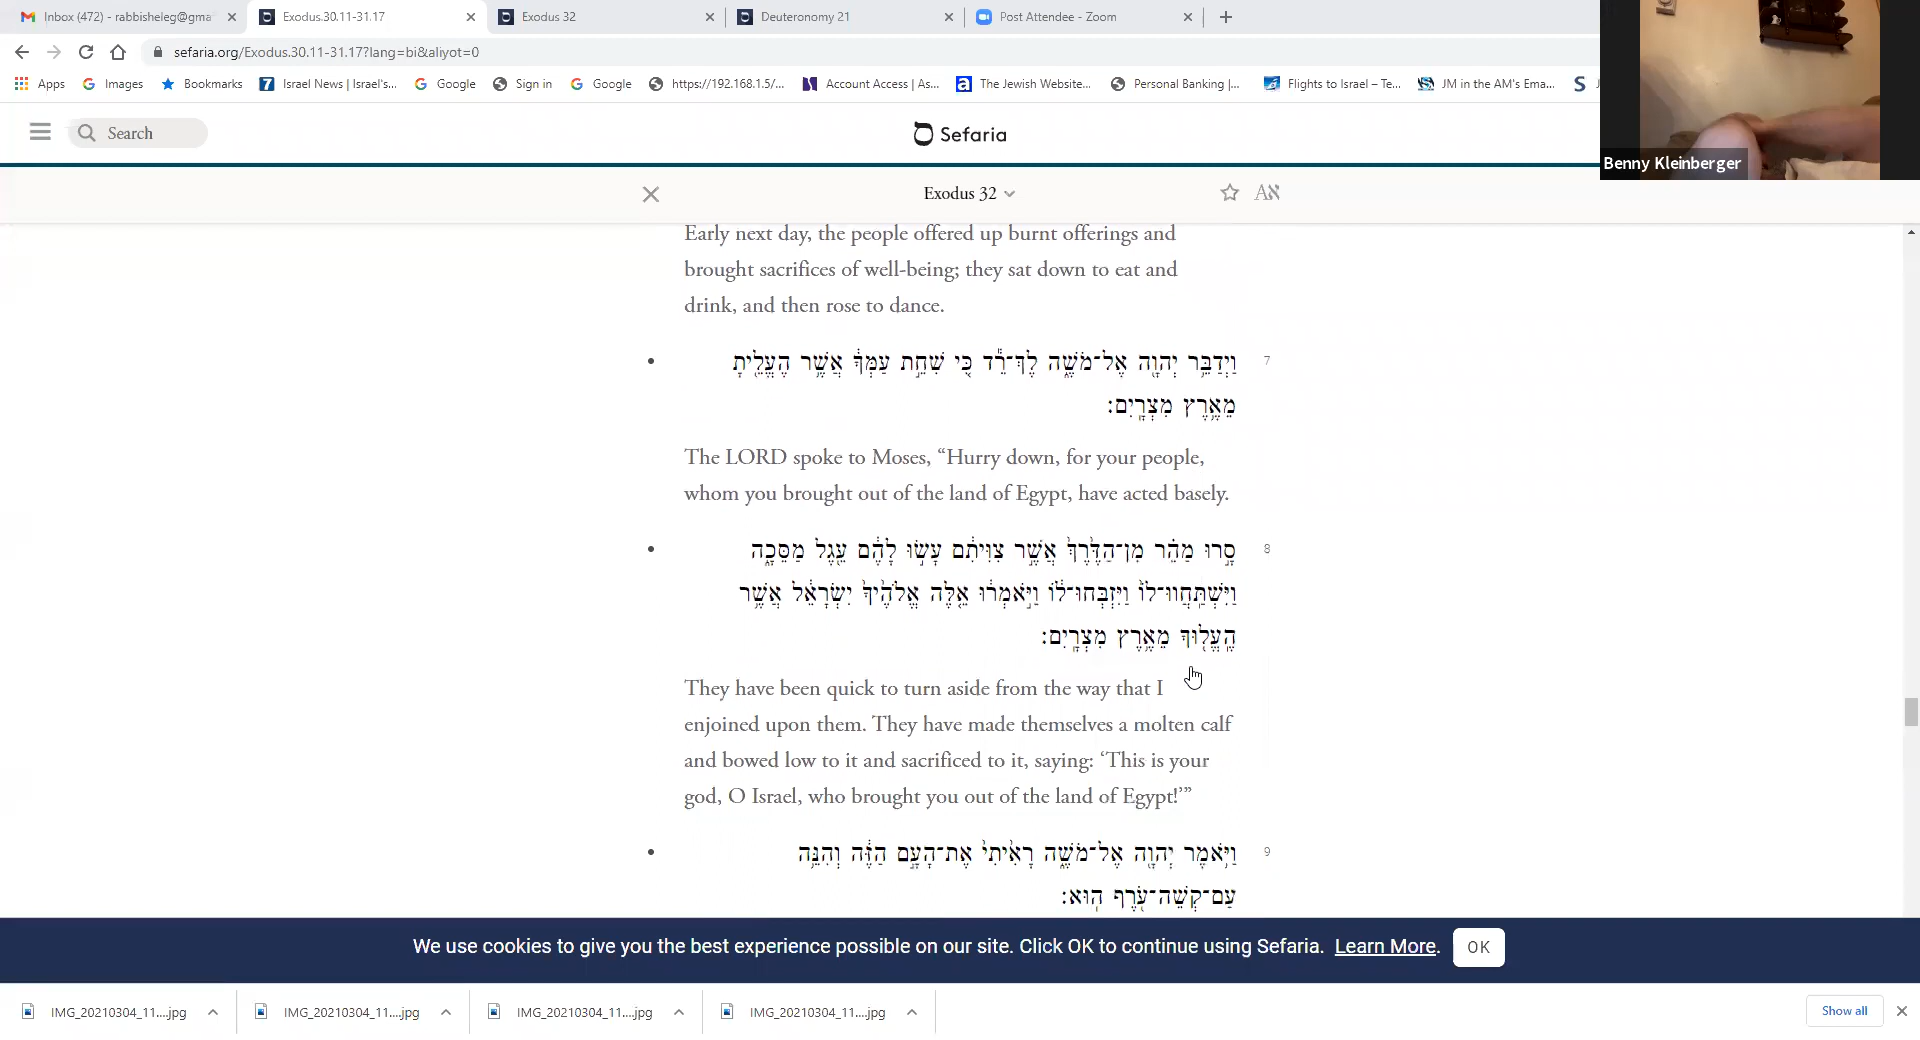 Inbox (472) - rabbisheleg@gma
Exodus.30.11-31.17
Exodus 32
Deuteronomy 21
Post Attendee - Zoom
sefaria.org/Exodus.30.11-31.17?lang=bi&aliyot=0
Apps
Images
Bookmarks
Israel News | Israel's...
Google
Sign in
Google
https://192.168.1.5/...
Account Access | As...
The Jewish Website...
Personal Banking |...
Flights to Israel – Te...
JM in the AM's Ema...
Benny Kleinberger
Search
Sefaria
Exodus 32
Aא
Early next day, the people offered up burnt offerings and
brought sacrifices of well-being; they sat down to eat and
drink, and then rose to dance.
7
וַיְדַבֵּ֥ר יְהוָ֖ה אֶל־מֹשֶׁ֑ה לֶךְ־רֵ֕ד כִּ֚י שִׁחֵ֣ת עַמְּךָ֔ אֲשֶׁ֥ר הֶעֱלֵ֖יתָ
מֵאֶ֥רֶץ מִצְרָֽיִם׃
The LORD spoke to Moses, “Hurry down, for your people,
whom you brought out of the land of Egypt, have acted basely.
8
סָ֣רוּ מַהֵ֗ר מִן־הַדֶּ֙רֶךְ֙ אֲשֶׁ֣ר צִוִּיתִ֔ם עָשׂ֣וּ לָהֶ֔ם עֵ֖גֶל מַסֵּכָ֑ה
וַיִּשְׁתַּֽחֲווּ־לוֹ֙ וַיִּזְבְּחוּ־ל֔וֹ וַיֹּ֣אמְר֔וּ אֵ֤לֶּה אֱלֹהֶ֙יךָ֙ יִשְׂרָאֵ֔ל אֲשֶׁ֥ר
הֶֽעֱל֖וּךָ מֵאֶ֥רֶץ מִצְרָֽיִם׃
They have been quick to turn aside from the way that I
enjoined upon them. They have made themselves a molten calf
and bowed low to it and sacrificed to it, saying: ‘This is your
god, O Israel, who brought you out of the land of Egypt!’”
9
וַיֹּ֥אמֶר יְהוָ֖ה אֶל־מֹשֶׁ֑ה רָאִ֙יתִי֙ אֶת־הָעָ֣ם הַזֶּ֔ה וְהִנֵּ֥ה
עַם־קְשֵׁה־עֹ֖רֶף הֽוּא׃
We use cookies to give you the best experience possible on our site. Click OK to continue using Sefaria. Learn More.
OK
IMG_20210304_11....jpg
IMG_20210304_11....jpg
IMG_20210304_11....jpg
IMG_20210304_11....jpg
Show all